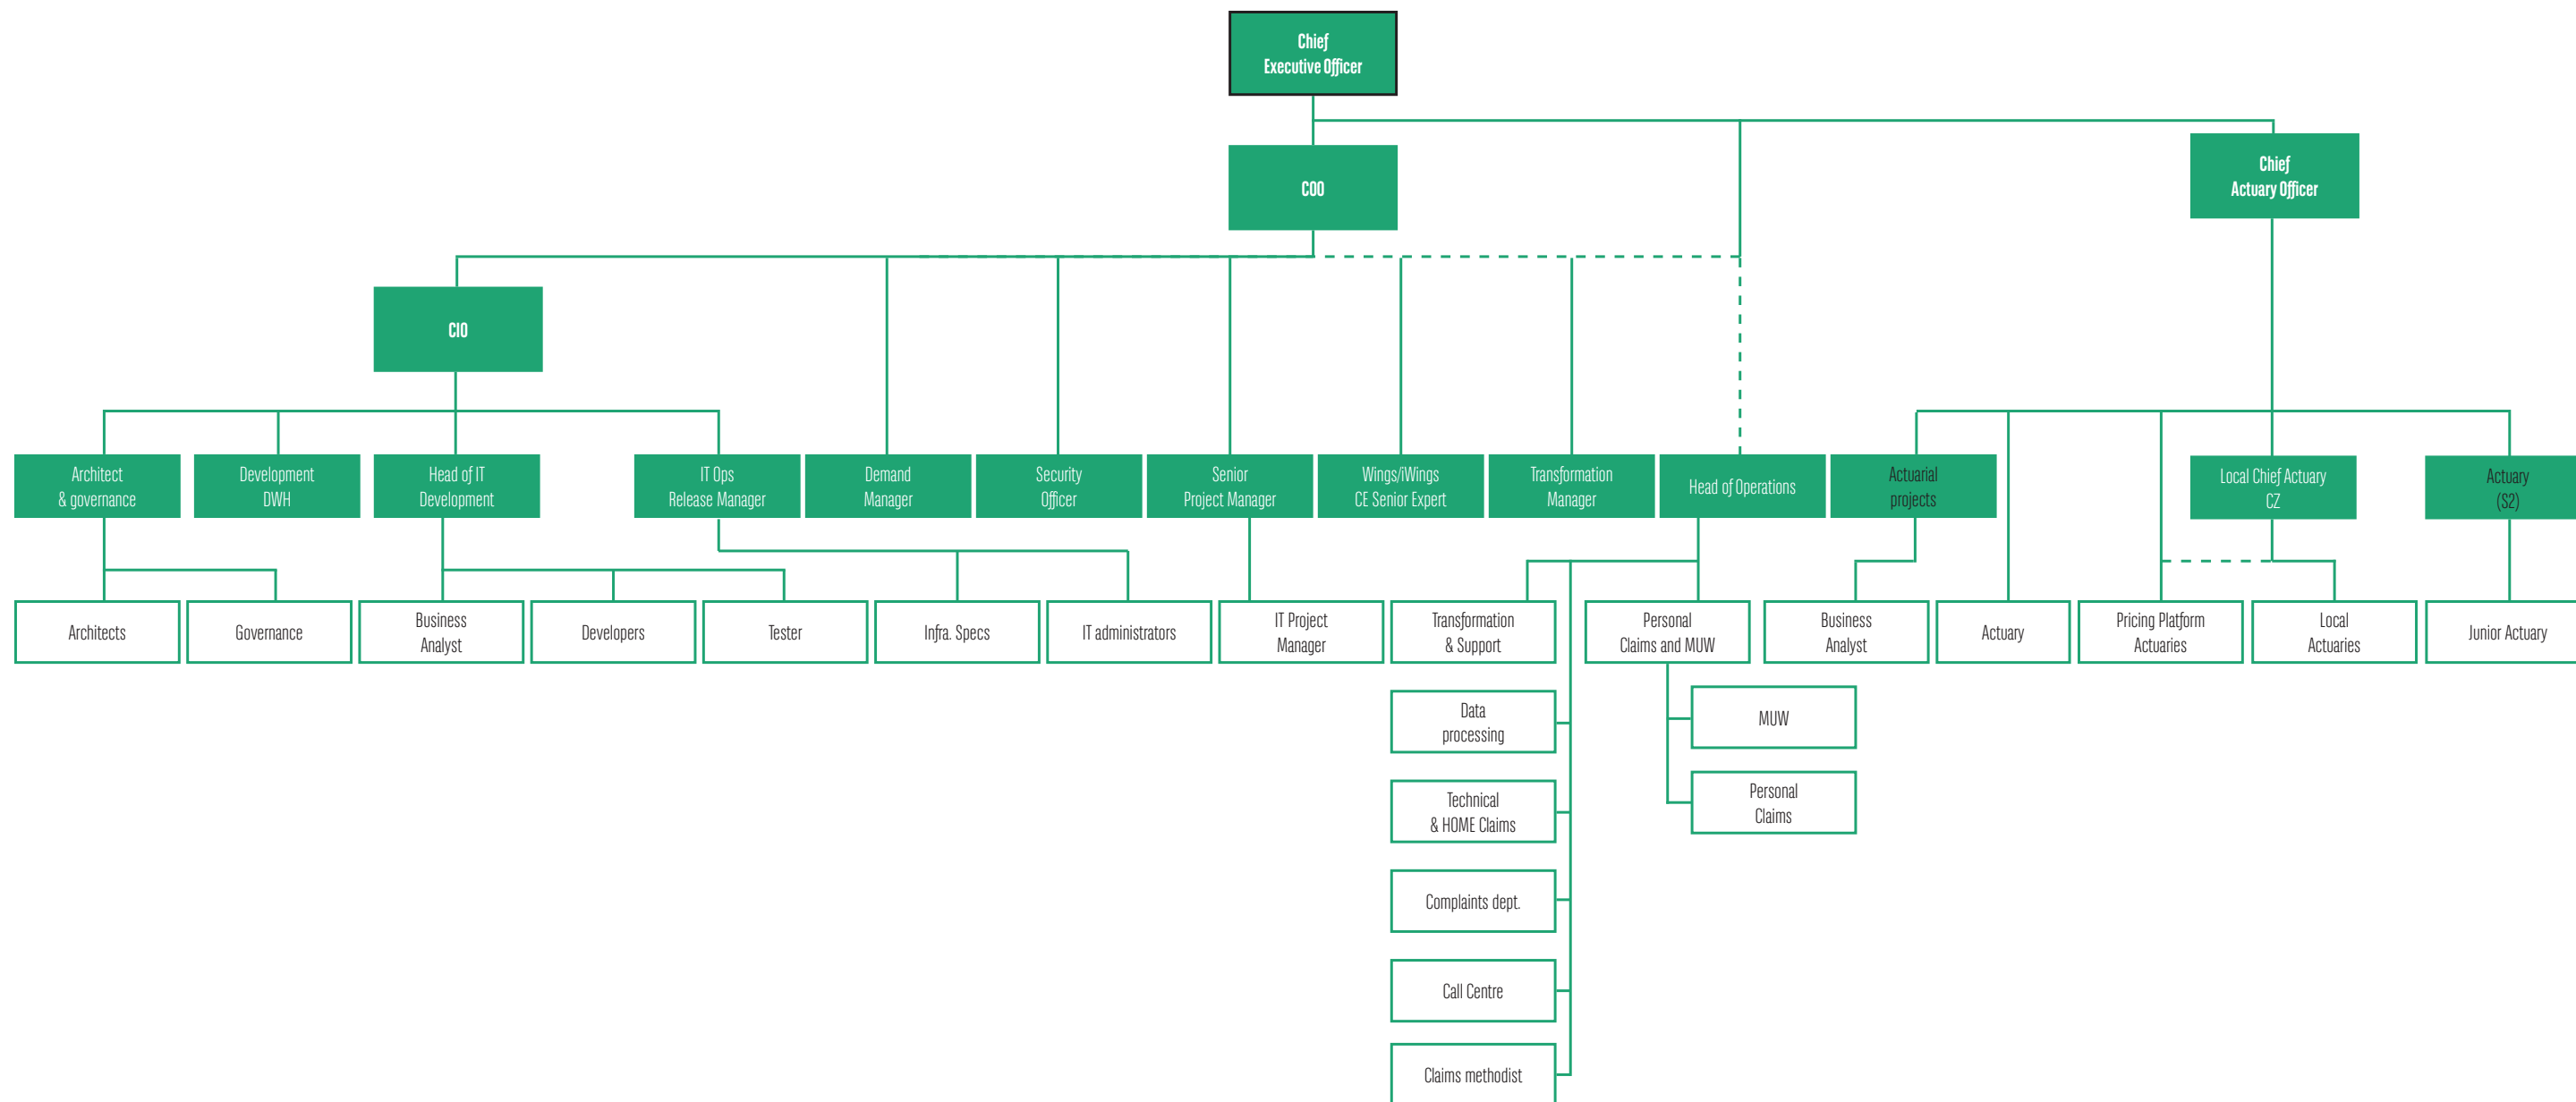 Chief
Executive Officer
COO
Chief
Actuary Officer
CIO
Architect
& governance
Development
DWH
Head of IT
Development
IT Ops
Release Manager
Demand
Manager
Security
Officer
Senior
Project Manager
Wings/iWings
CE Senior Expert
Transformation
Manager
Head of Operations
Actuarial
projects
Local Chief Actuary
CZ
Actuary
(S2)
Architects
Governance
Business
Analyst
Developers
Tester
Infra. Specs
IT administrators
IT Project
Manager
Transformation
& Support
Personal
Claims and MUW
Business
Analyst
Actuary
Pricing Platform
Actuaries
Local
Actuaries
Junior Actuary
Data
processing
MUW
Technical
& HOME Claims
Personal
Claims
Complaints dept.
Call Centre
Claims methodist